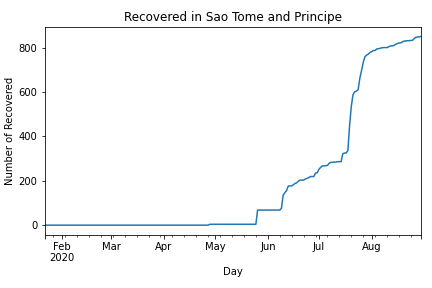 Recovered in Sao Tome and Principe
Number of Recovered
800
600
400
200
0
Feb Mar Apr May Jun Jul Aug
2020
Day